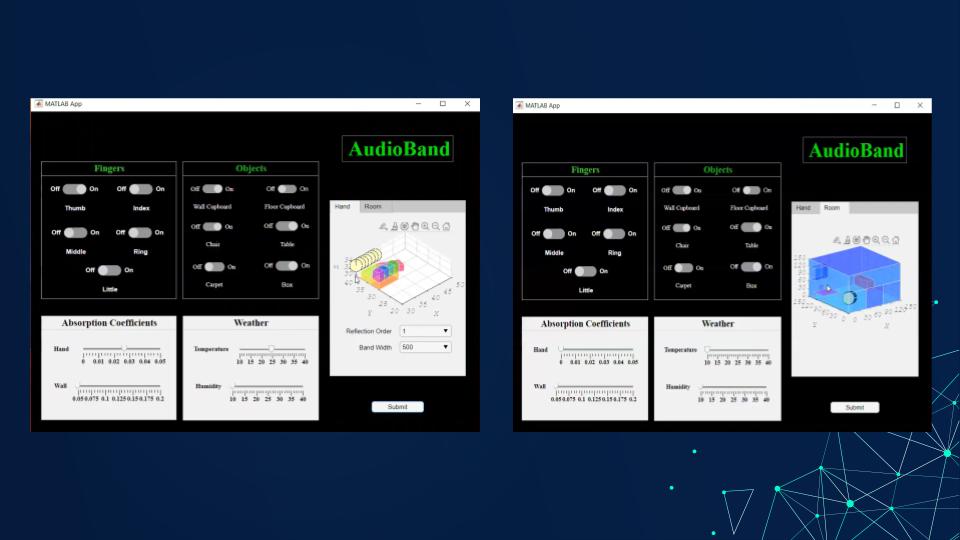 MATLAB App
AudioBand
Fingers
Objects
Off On Off On
Thumb Index
Off On Off On
Middle Ring
Off On
Little
Off On Off On
Wall Cupboard Floor Cupboard
Off On Off On
Chair Table
Off On Off On
Carpet Box
Hand Room
Y X
Reflection Order 1
Band Width 500
Absorption Coefficients
Hand
0 0.01 0.02 0.03 0.04 0.05
Wall
0.05 0.075 0.1 0.125 0.15 0.175 0.2
Weather
Temperature
10 15 20 25 30 35 40
Humidity
10 15 20 25 30 35 40
Submit
MATLAB App
AudioBand
Fingers
Objects
Off On Off On
Thumb Index
Off On Off On
Middle Ring
Off On
Little
Off On Off On
Wall Cupboard Floor Cupboard
Off On Off On
Chair Table
Off On Off On
Carpet Box
Hand Room
Y X
Absorption Coefficients
Hand
0 0.01 0.02 0.03 0.04 0.05
Wall
0.05 0.075 0.1 0.125 0.15 0.175 0.2
Weather
Temperature
10 15 20 25 30 35 40
Humidity
10 15 20 25 30 35 40
Submit